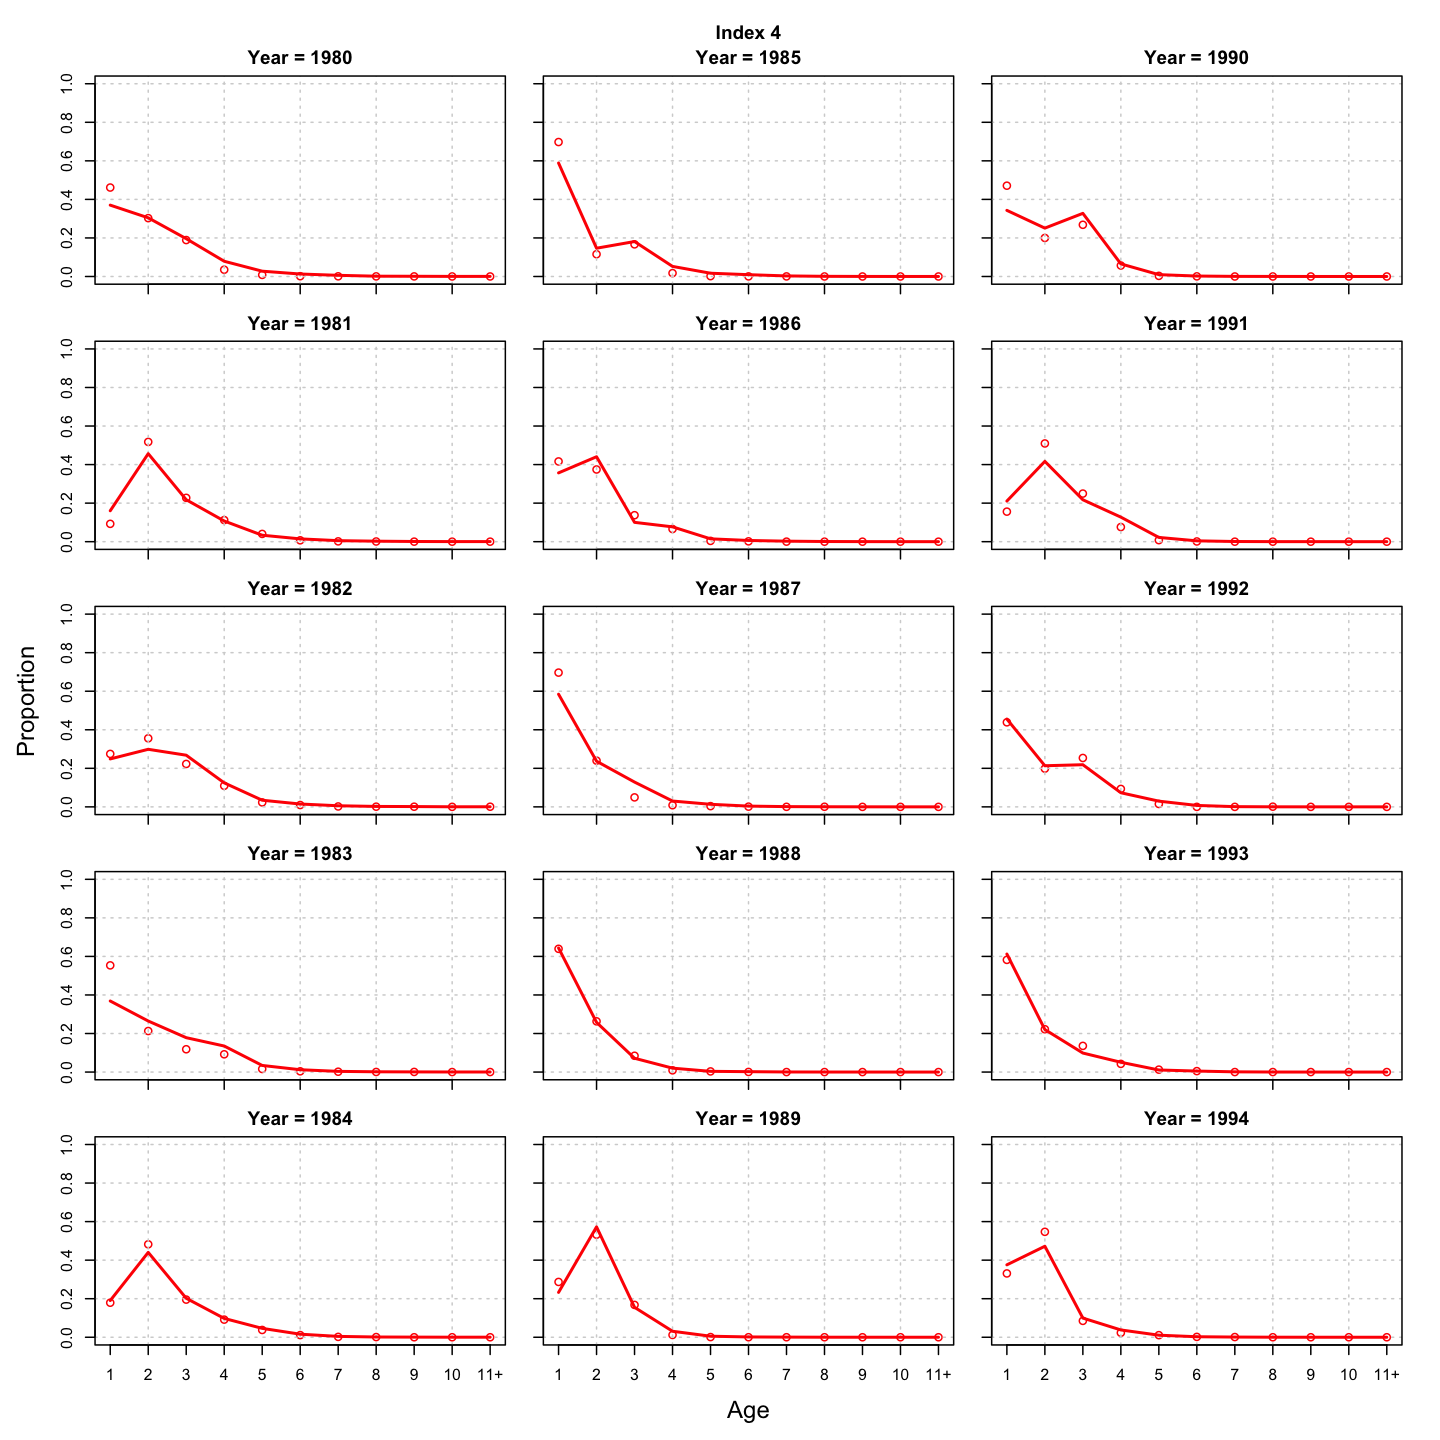 Index 4
Year = 1980 Year = 1985 Year = 1990
0.0 0.2 0.4 0.6 0.8 1.0
Year = 1981 Year = 1986 Year = 1991
0.0 0.2 0.4 0.6 0.8 1.0
Year = 1982 Year = 1987 Year = 1992
0.0 0.2 0.4 0.6 0.8 1.0
Proportion
Year = 1983 Year = 1988 Year = 1993
0.0 0.2 0.4 0.6 0.8 1.0
Year = 1984 Year = 1989 Year = 1994
0.0 0.2 0.4 0.6 0.8 1.0
1 2 3 4 5 6 7 8 9 10 11+ 1 2 3 4 5 6 7 8 9 10 11+ 1 2 3 4 5 6 7 8 9 10 11+
Age